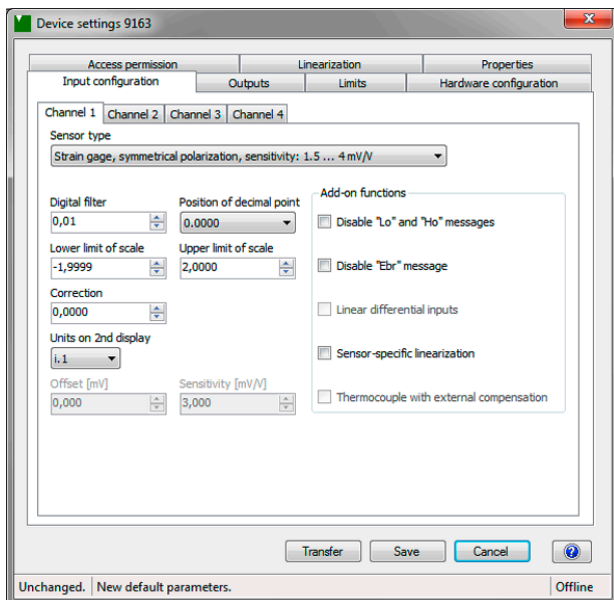 Device settings 9163
Access permission Linearization Properties
Input configuration Outputs Limits Hardware configuration
Channel 1 Channel 2 Channel 3 Channel 4
Sensor type
Strain gage, symmetrical polarization, sensitivity: 1.5 ... 4 mV/V
Digital filter Position of decimal point Add-on functions
0,01 0.0000 Disable "Lo" and "Ho" messages
Lower limit of scale Upper limit of scale
-1,9999 2,0000 Disable "Ebr" message
Correction
0,0000 Linear differential inputs
Units on 2nd display
i.1 Sensor-specific linearization
Offset [mV] Sensitivity [mV/V]
0,000 3,000 Thermocouple with external compensation
Transfer Save Cancel ?
Unchanged. New default parameters. Offline